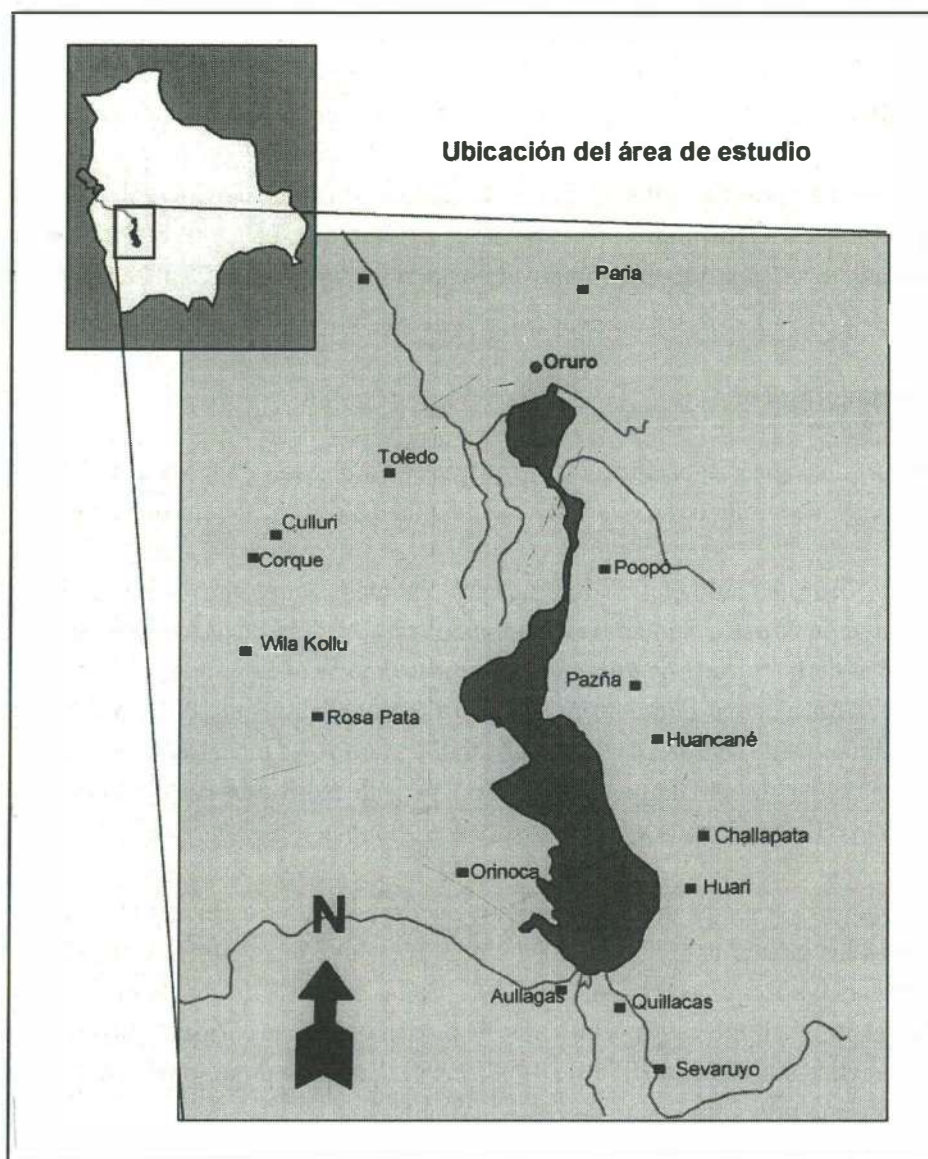 Ubicación del área de estudio
Paria
Oruro
Toledo
Culluri
Corque
Poopó
Wila Kollu
Pazña
Rosa Pata
Huancané
Challapata
Orinoca
Huari
N
Aullagas
Quillacas
Sevaruyo